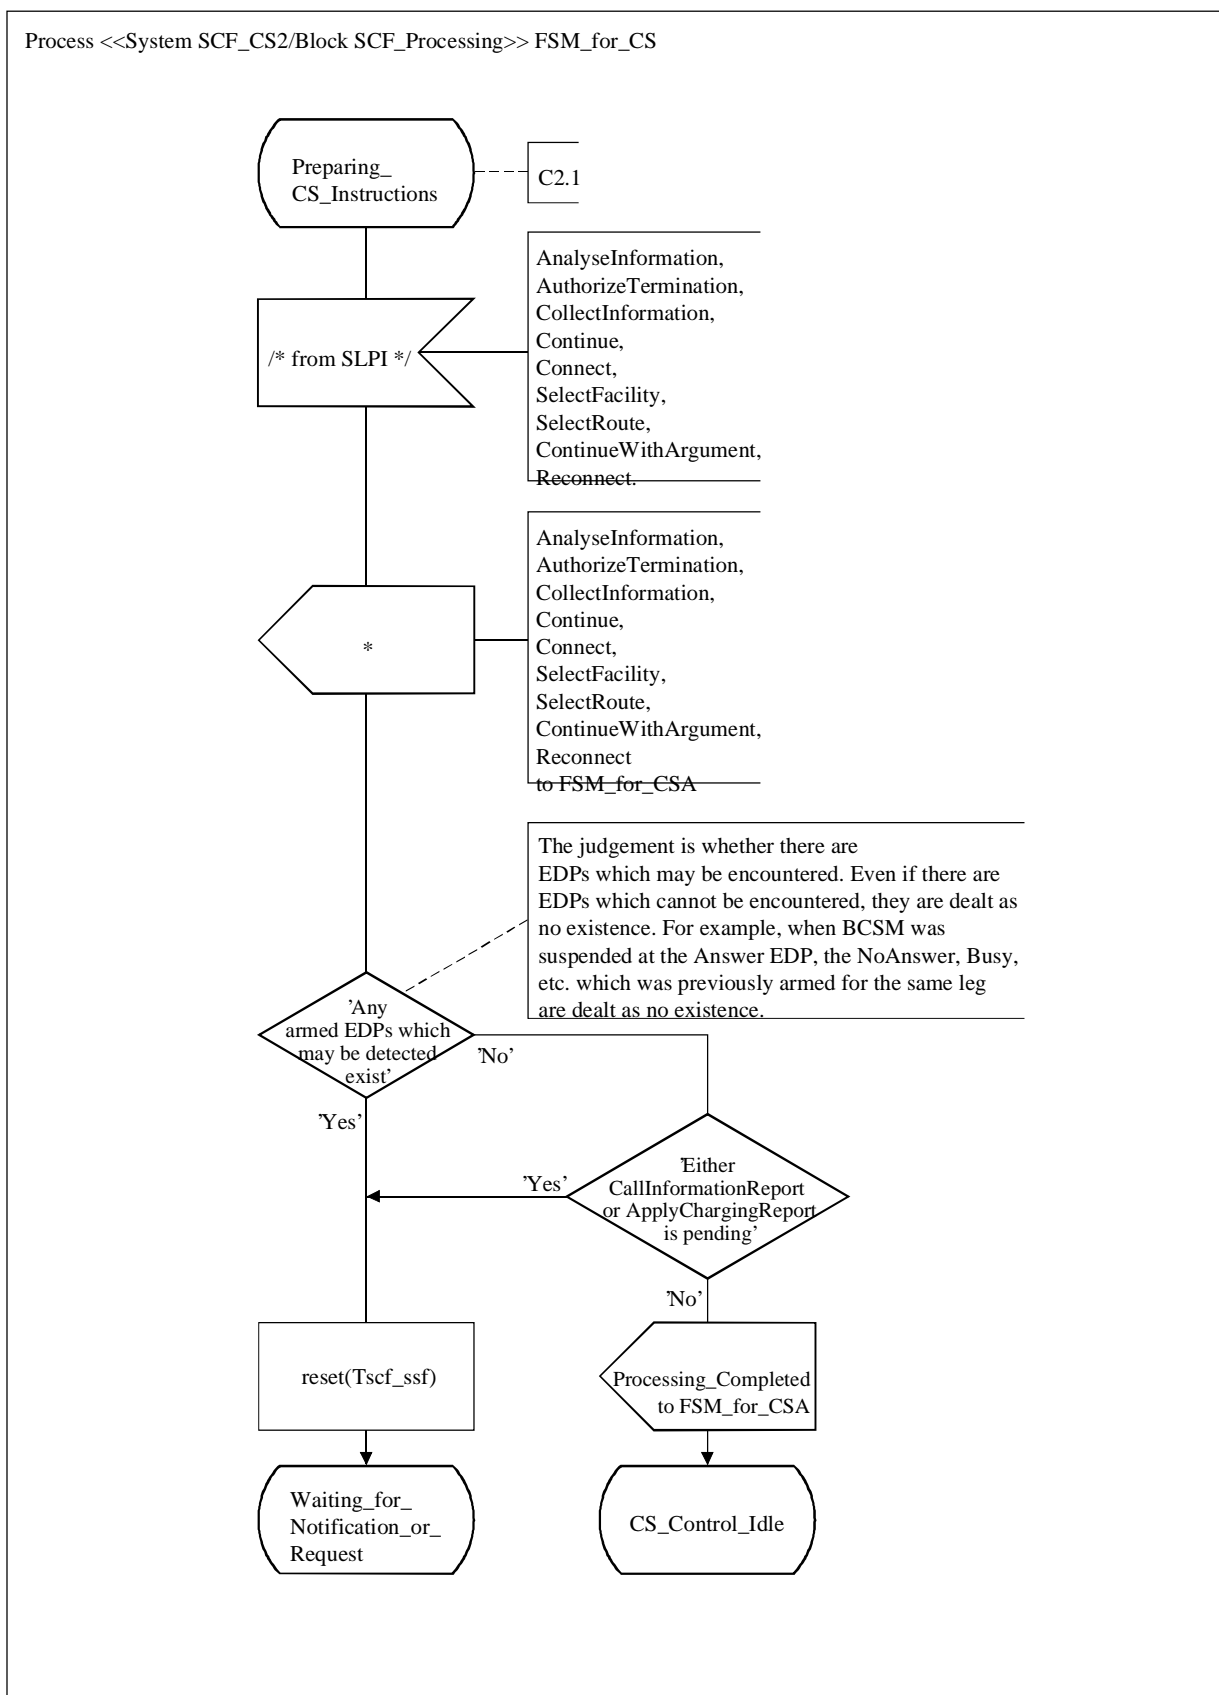 Process <<System SCF_CS2/Block SCF_Processing>> FSM_for_CS
Preparing_
CS_Instructions
C2.1
/* from SLPI */
AnalyseInformation,
AuthorizeTermination,
CollectInformation,
Continue,
Connect,
SelectFacility,
SelectRoute,
ContinueWithArgument,
Reconnect.
*
AnalyseInformation,
AuthorizeTermination,
CollectInformation,
Continue,
Connect,
SelectFacility,
SelectRoute,
ContinueWithArgument,
Reconnect
to FSM_for_CSA
The judgement is whether there are
EDPs which may be encountered. Even if there are
EDPs which cannot be encountered, they are dealt as
no existence. For example, when BCSM was
suspended at the Answer EDP, the NoAnswer, Busy,
etc. which was previously armed for the same leg
are dealt as no existence.
'Any
armed EDPs which
may be detected
exist'
'No'
'Yes'
'Either
CallInformationReport
or ApplyChargingReport
is pending'
'Yes'
'No'
reset(Tscf_ssf)
Processing_Completed
to FSM_for_CSA
Waiting_for_
Notification_or_
Request
CS_Control_Idle